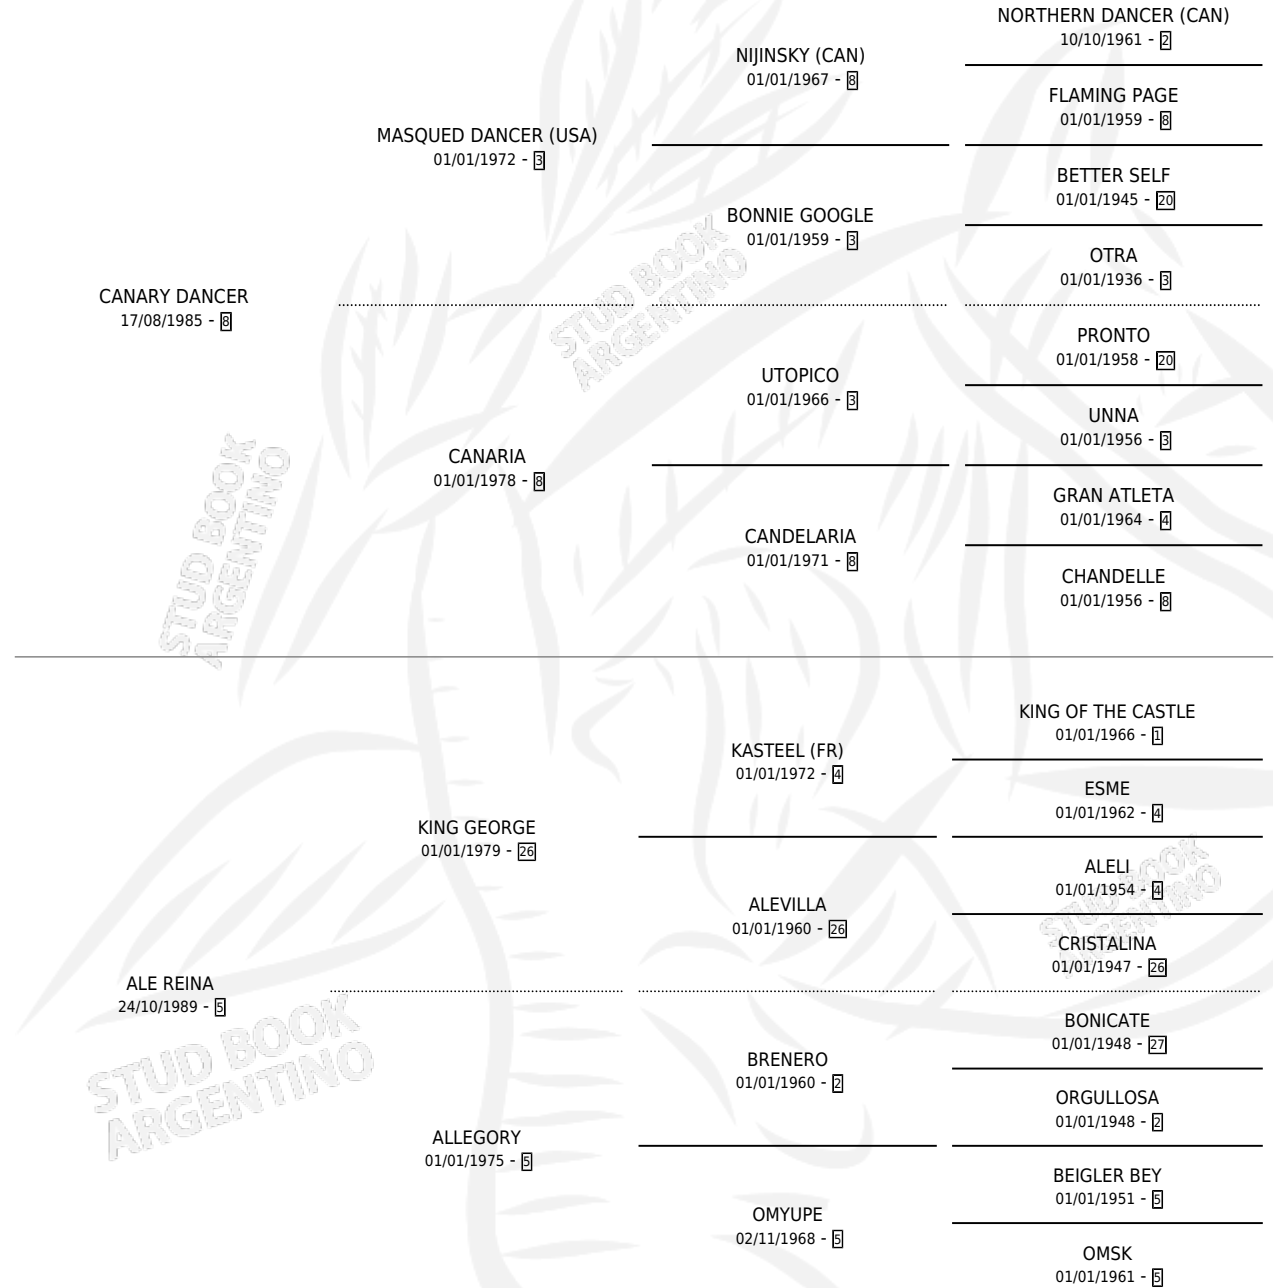 NORTHERN DANCER (CAN)
10/10/1961 - 2
NIJINSKY (CAN)
01/01/1967 - 8
FLAMING PAGE
01/01/1959 - 8
MASQUED DANCER (USA)
01/01/1972 - 3
BETTER SELF
01/01/1945 - 20
BONNIE GOOGLE
01/01/1959 - 3
OTRA
01/01/1936 - 3
CANARY DANCER
17/08/1985 - 8
STUD BOOK
ARGENTINO
PRONTO
01/01/1958 - 20
UTOPICO
01/01/1966 - 3
UNNA
01/01/1956 - 3
CANARIA
01/01/1978 - 8
GRAN ATLETA
01/01/1964 - 4
CANDELARIA
01/01/1971 - 8
CHANDELLE
01/01/1956 - 8
STUD BOOK
ARGENTINO
KING OF THE CASTLE
01/01/1966 - 1
KASTEEL (FR)
01/01/1972 - 4
ESME
01/01/1962 - 4
KING GEORGE
01/01/1979 - 26
ALELI
01/01/1954 - 4
ALEVILLA
01/01/1960 - 26
STUD BOOK
ARGENTINO
CRISTALINA
01/01/1947 - 26
ALE REINA
24/10/1989 - 5
BONICATE
01/01/1948 - 27
BRENERO
01/01/1960 - 2
ORGULLOSA
01/01/1948 - 2
STUD BOOK
ARGENTINO
ALLEGORY
01/01/1975 - 5
BEIGLER BEY
01/01/1951 - 5
OMYUPE
02/11/1968 - 5
OMSK
01/01/1961 - 5